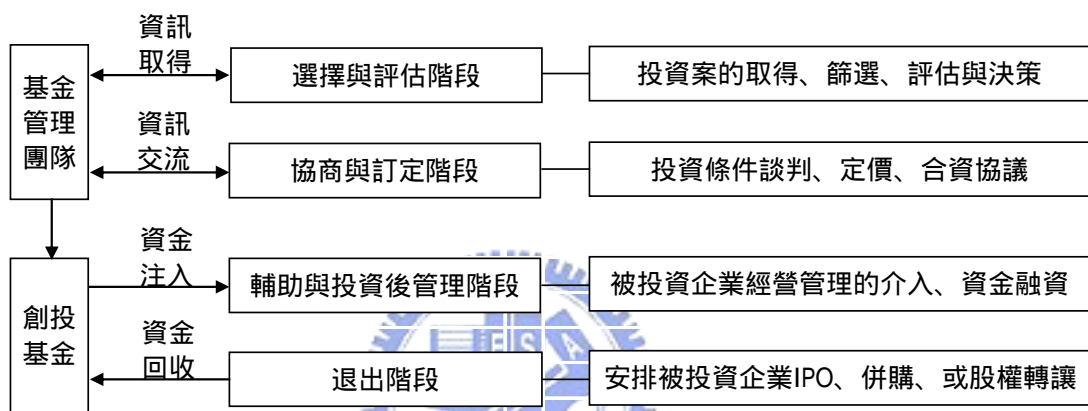 資訊
取得
基金
管理
團隊
選擇與評估階段
投資案的取得、篩選、評估與決策
資訊
交流
協商與訂定階段
投資條件談判、定價、合資協議
資金
注入
創投
基金
輔助與投資後管理階段
被投資企業經營管理的介入、資金融資
資金
回收
退出階段
安排被投資企業IPO、併購、或股權轉讓
ESA